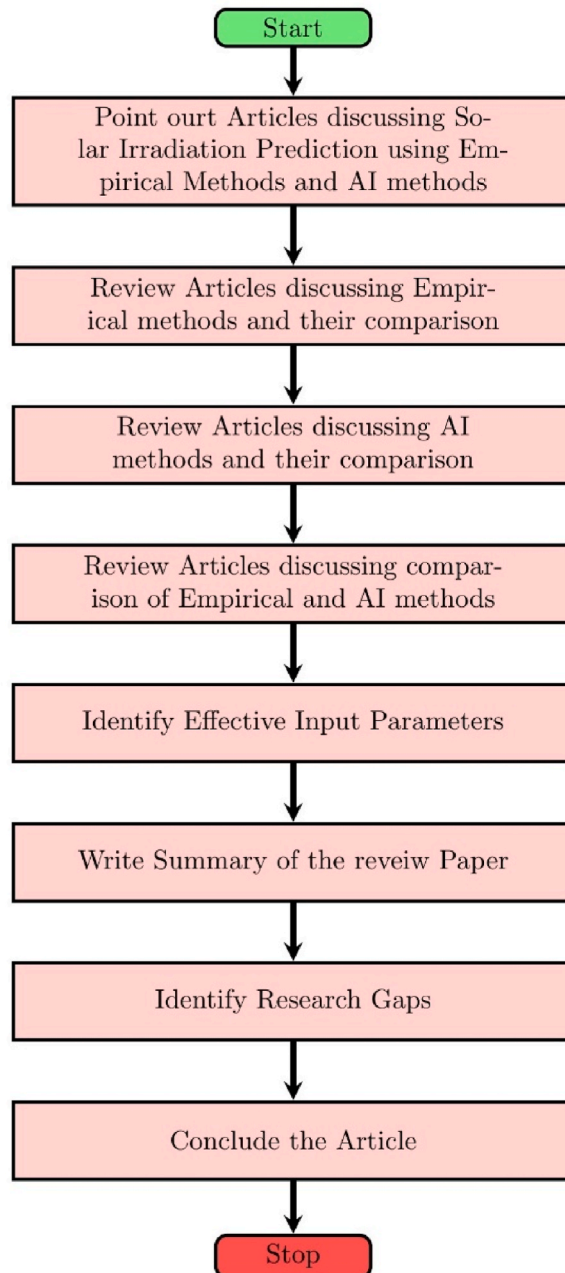 Start
Point ourt Articles discussing So-
lar Irradiation Prediction using Em-
pirical Methods and AI methods
Review Articles discussing Empir-
ical methods and their comparison
Review Articles discussing AI
methods and their comparison
Review Articles discussing compar-
ison of Empirical and AI methods
Identify Effective Input Parameters
Write Summary of the reveiw Paper
Identify Research Gaps
Conclude the Article
Stop